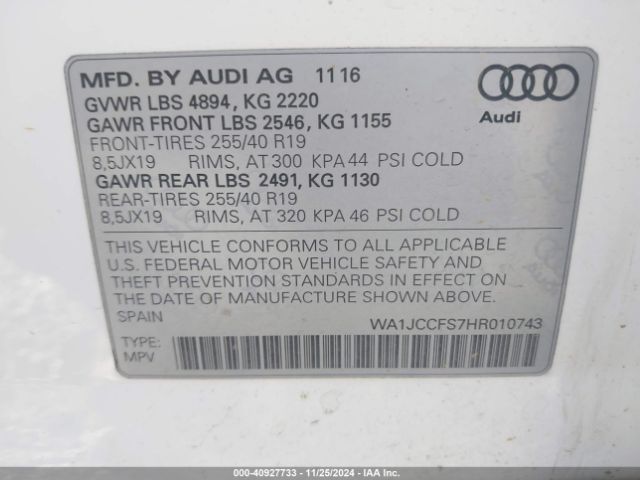 MFD. BY AUDI AG 11 16
GVWR LBS 4894, KG 2220
GAWR FRONT LBS 2546, KG 1155
FRONT-TIRES 255/40 R19
8,5JX19 RIMS, AT 300 KPA 44 PSI COLD
GAWR REAR LBS 2491, KG 1130
REAR-TIRES 255/40 R19
8,5JX19 RIMS, AT 320 KPA 46 PSI COLD
Audi
THIS VEHICLE CONFORMS TO ALL APPLICABLE
U.S. FEDERAL MOTOR VEHICLE SAFETY AND
THEFT PREVENTION STANDARDS IN EFFECT ON
THE DATE OF MANUFACTURE SHOWN ABOVE.
SPAIN
WA1JCCFS7HR010743
TYPE:
MPV
000-40927733 - 11/25/2024 - IAA Inc.